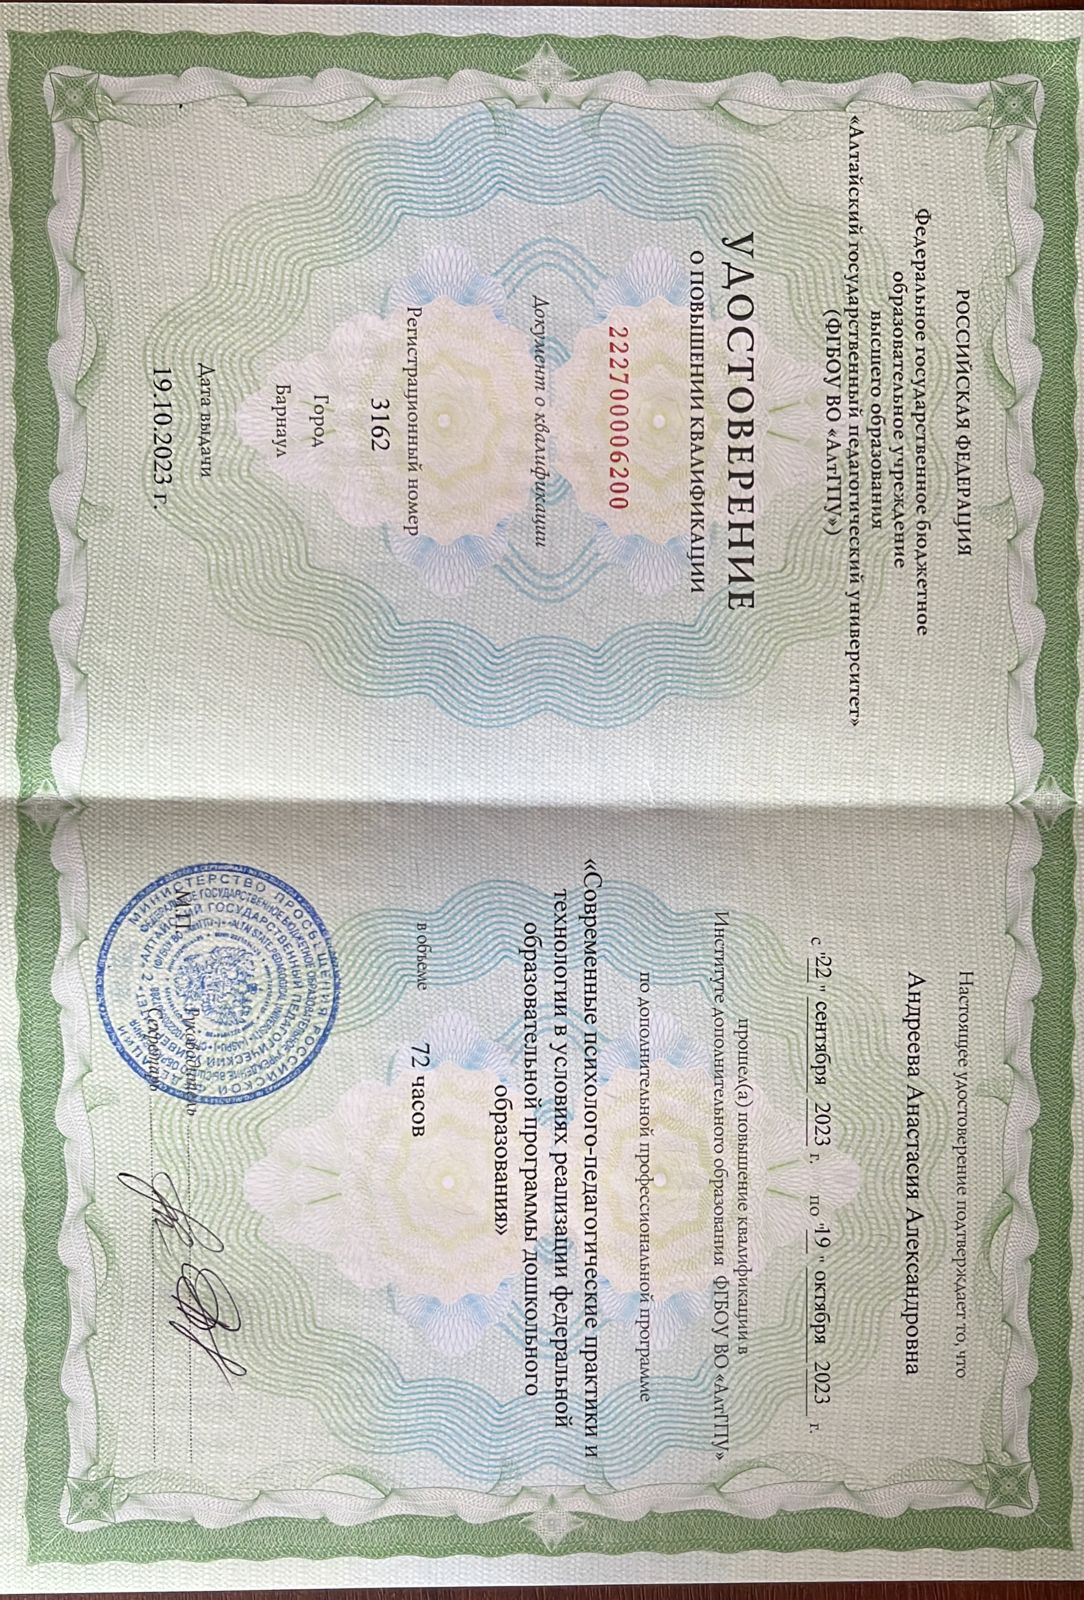 РОССИЙСКАЯ ФЕДЕРАЦИЯ
Федеральное государственное бюджетное
образовательное учреждение
высшего образования
«Алтайский государственный педагогический университет»
(ФГБОУ ВО «АлтГПУ»)
УДОСТОВЕРЕНИЕ
О ПОВЫШЕНИИ КВАЛИФИКАЦИИ
222700006200
Документ о квалификации
Регистрационный номер
3162
Город
Барнаул
Дата выдачи
19.10.2023 г.
Настоящее удостоверение подтверждает то, что
Андреева Анастасия Александровна
с "22" сентября 2023 г. по "19" октября 2023 г.
прошел(а) повышение квалификации в
Институте дополнительного образования ФГБОУ ВО «АлтГПУ»
по дополнительной профессиональной программе
«Современные психолого-педагогические практики и
технологии в условиях реализации федеральной
образовательной программы дошкольного
образования»
в объеме 72 часов
М.П. Руководитель
Секретарь
МИНИСТЕРСТВО ПРОСВЕЩЕНИЯ РОССИЙСКОЙ ФЕДЕРАЦИИ